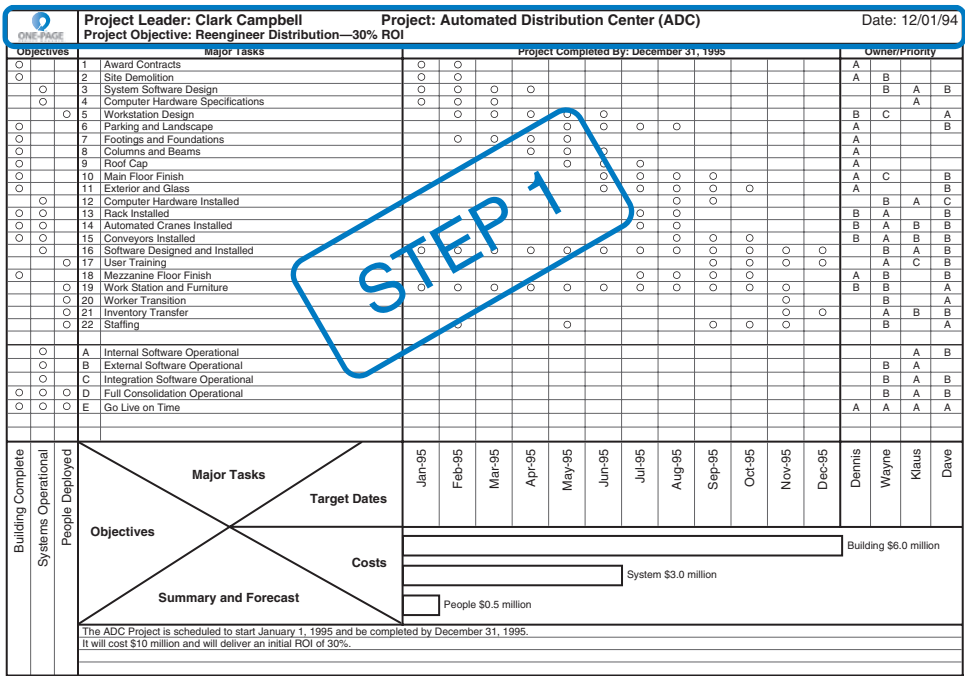 ONE-PAGE
Project Leader: Clark Campbell Project: Automated Distribution Center (ADC) Date: 12/01/94
Project Objective: Reengineer Distribution—30% ROI
Objectives Major Tasks Project Completed By: December 31, 1995 Owner/Priority
1 Award Contracts A
2 Site Demolition A B
3 System Software Design B A B
4 Computer Hardware Specifications A
5 Workstation Design B C A
6 Parking and Landscape A B
7 Footings and Foundations A
8 Columns and Beams A
9 Roof Cap A
10 Main Floor Finish A C B
11 Exterior and Glass A B
12 Computer Hardware Installed B A C
13 Rack Installed B A B
14 Automated Cranes Installed B A B B
15 Conveyors Installed B A B B
16 Software Designed and Installed B A B
17 User Training A C B
18 Mezzanine Floor Finish A B B
19 Work Station and Furniture B B A
20 Worker Transition B A
21 Inventory Transfer A B B
22 Staffing B A
STEP 1
A Internal Software Operational A B
B External Software Operational B A
C Integration Software Operational B A B
D Full Consolidation Operational B A B
E Go Live on Time A A A A
Building Complete
Systems Operational
People Deployed
Major Tasks
Target Dates
Objectives
Costs
Summary and Forecast
Jan-95 Feb-95 Mar-95 Apr-95 May-95 Jun-95 Jul-95 Aug-95 Sep-95 Oct-95 Nov-95 Dec-95 Dennis Wayne Klaus Dave
Building $6.0 million
System $3.0 million
People $0.5 million
The ADC Project is scheduled to start January 1, 1995 and be completed by December 31, 1995.
It will cost $10 million and will deliver an initial ROI of 30%.